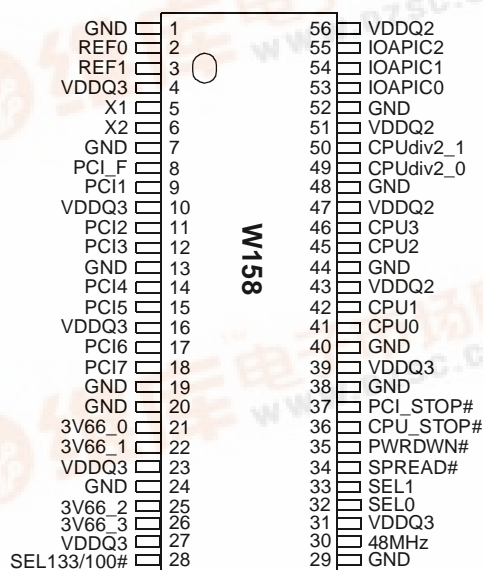 GND 1 56 VDDQ2
REF0 2 55 IOAPIC2
REF1 3 54 IOAPIC1
VDDQ3 4 53 IOAPIC0
X1 5 52 GND
X2 6 51 VDDQ2
GND 7 50 CPUdiv2_1
PCI_F 8 49 CPUdiv2_0
PCI1 9 48 GND
VDDQ3 10 47 VDDQ2
PCI2 11 46 CPU3
PCI3 12 45 CPU2
GND 13 44 GND
PCI4 14 43 VDDQ2
PCI5 15 42 CPU1
VDDQ3 16 41 CPU0
PCI6 17 40 GND
PCI7 18 39 VDDQ3
GND 19 38 GND
GND 20 37 PCI_STOP#
3V66_0 21 36 CPU_STOP#
3V66_1 22 35 PWRDWN#
VDDQ3 23 34 SPREAD#
GND 24 33 SEL1
3V66_2 25 32 SEL0
3V66_3 26 31 VDDQ3
VDDQ3 27 30 48MHz
SEL133/100# 28 29 GND
W158